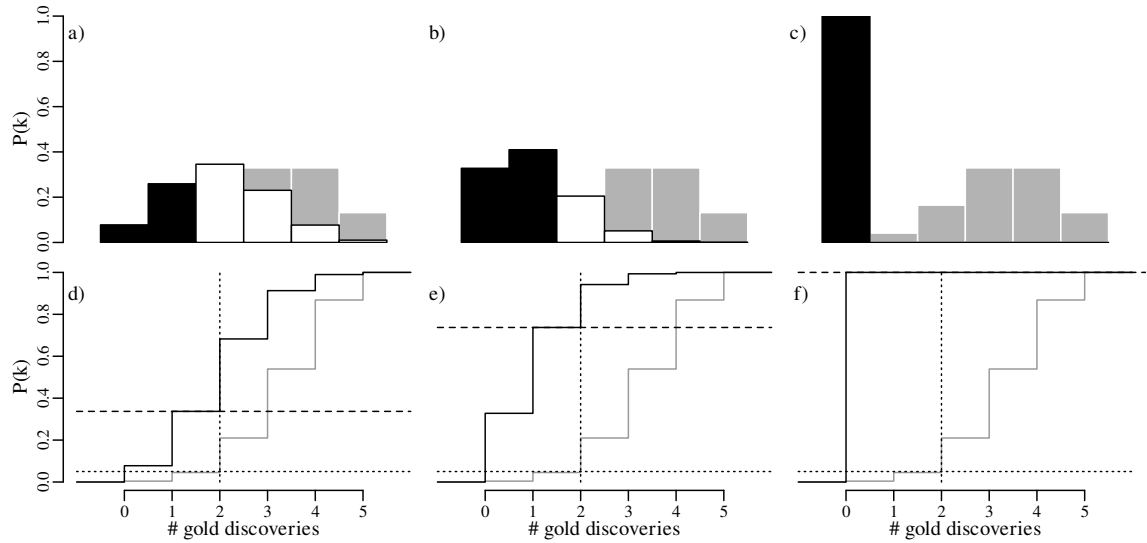 a) b) c)
P(k)
0.0 0.2 0.4 0.6 0.8 1.0
d) e) f)
P(k)
0.0 0.2 0.4 0.6 0.8 1.0
0 1 2 3 4 5 0 1 2 3 4 5 0 1 2 3 4 5
# gold discoveries # gold discoveries # gold discoveries